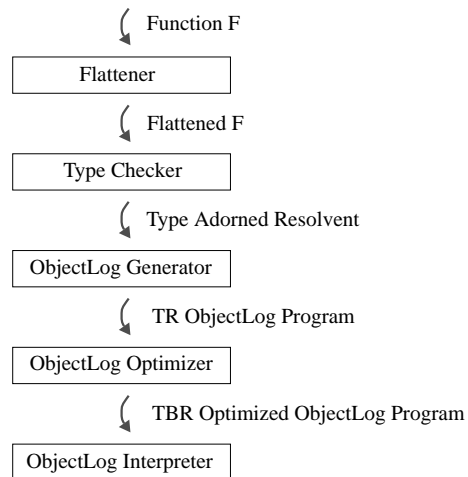 Function F
Flattener
Flattened F
Type Checker
Type Adorned Resolvent
ObjectLog Generator
TR ObjectLog Program
ObjectLog Optimizer
TBR Optimized ObjectLog Program
ObjectLog Interpreter